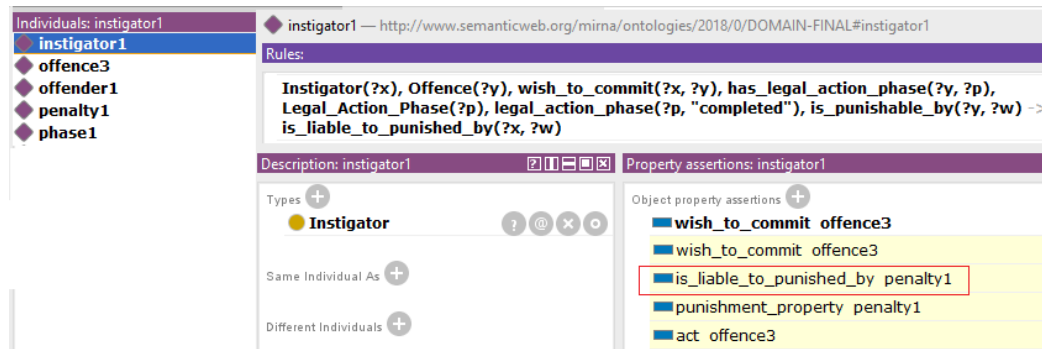 Individuals: instigator1
instigator1
offence3
offender1
penalty1
phase1
instigator1 — http://www.semanticweb.org/mirna/ontologies/2018/0/DOMAIN-FINAL#instigator1
Rules:
Instigator(?x), Offence(?y), wish_to_commit(?x, ?y), has_legal_action_phase(?y, ?p),
Legal_Action_Phase(?p), legal_action_phase(?p, "completed"), is_punishable_by(?y, ?w) ->
is_liable_to_punished_by(?x, ?w)
Description: instigator1
Types
Instigator
Same Individual As
Different Individuals
Property assertions: instigator1
Object property assertions
wish_to_commit offence3
wish_to_commit offence3
is_liable_to_punished_by penalty1
punishment_property penalty1
act offence3